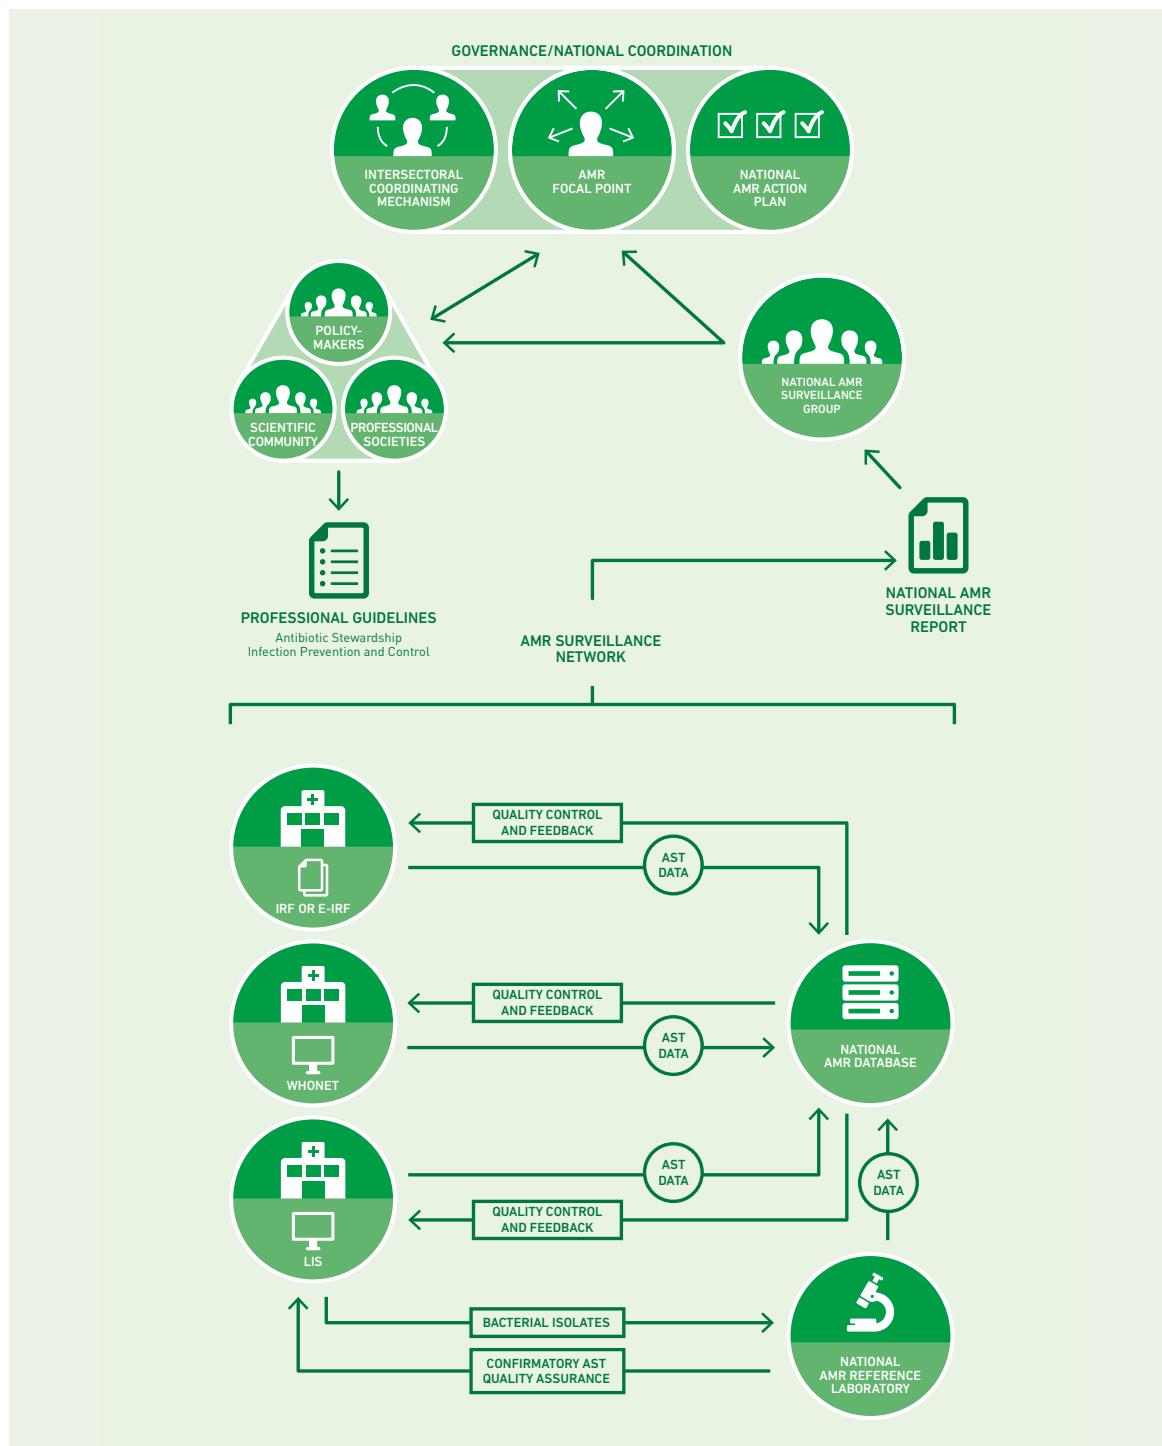 GOVERNANCE/NATIONAL COORDINATION
INTERSECTORAL
COORDINATING
MECHANISM
AMR
FOCAL POINT
NATIONAL
AMR ACTION
PLAN
POLICY-
MAKERS
SCIENTIFIC
COMMUNITY
PROFESSIONAL
SOCIETIES
NATIONAL AMR
SURVEILLANCE
GROUP
PROFESSIONAL GUIDELINES
Antibiotic Stewardship
Infection Prevention and Control
NATIONAL AMR
SURVEILLANCE
REPORT
AMR SURVEILLANCE
NETWORK
IRF OR E-IRF
QUALITY CONTROL
AND FEEDBACK
AST
DATA
WHONET
QUALITY CONTROL
AND FEEDBACK
AST
DATA
NATIONAL
AMR DATABASE
LIS
AST
DATA
QUALITY CONTROL
AND FEEDBACK
AST
DATA
BACTERIAL ISOLATES
CONFIRMATORY AST
QUALITY ASSURANCE
NATIONAL
AMR REFERENCE
LABORATORY